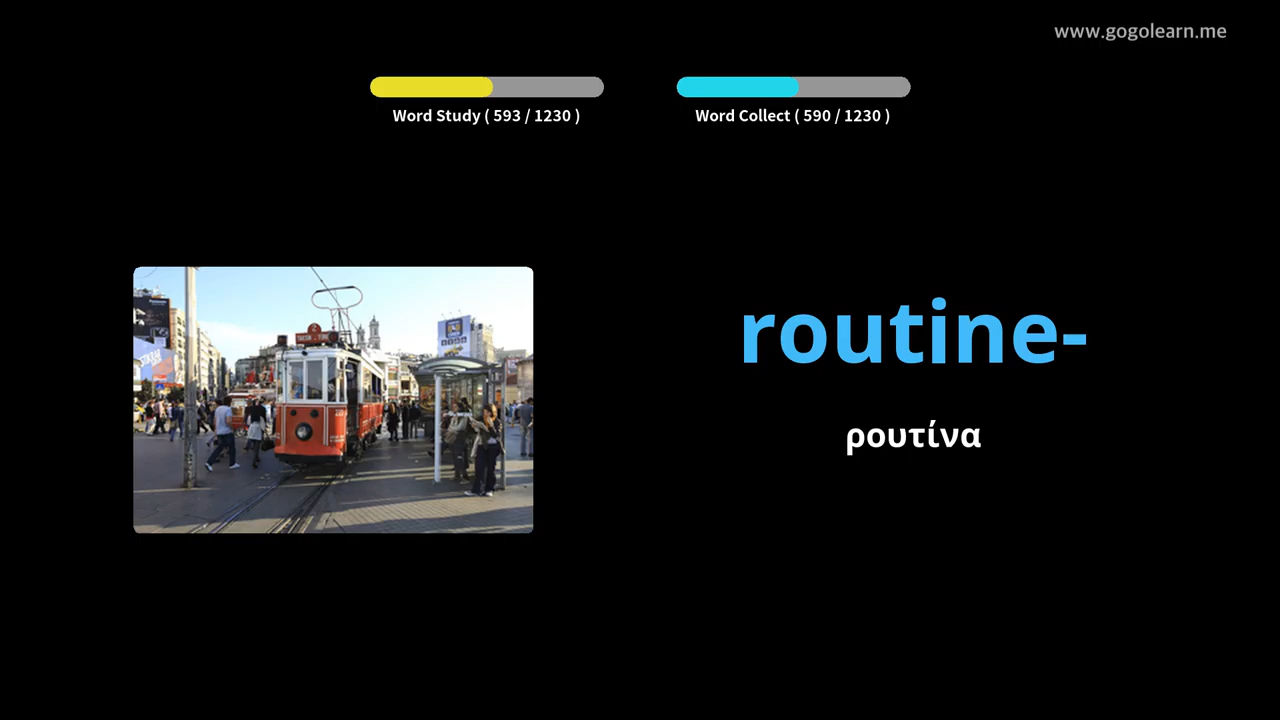 www.gogolearn.me
Word Study ( 593 / 1230 )
Word Collect ( 590 / 1230 )
routine-
ρουτίνα